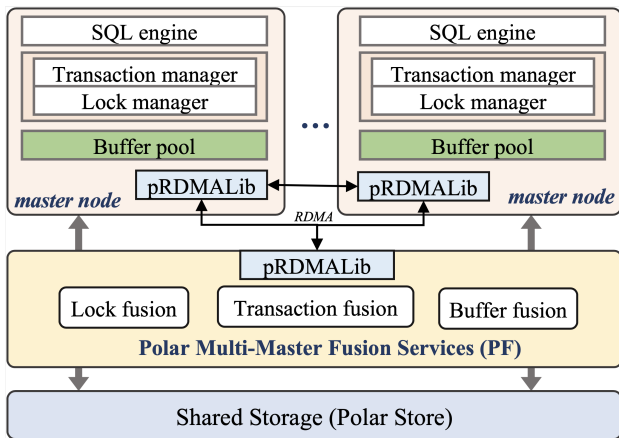 SQL engine
Transaction manager
Lock manager
Buffer pool
pRDMALib
master node
...
SQL engine
Transaction manager
Lock manager
Buffer pool
pRDMALib
master node
RDMA
pRDMALib
Lock fusion
Transaction fusion
Buffer fusion
Polar Multi-Master Fusion Services (PF)
Shared Storage (Polar Store)